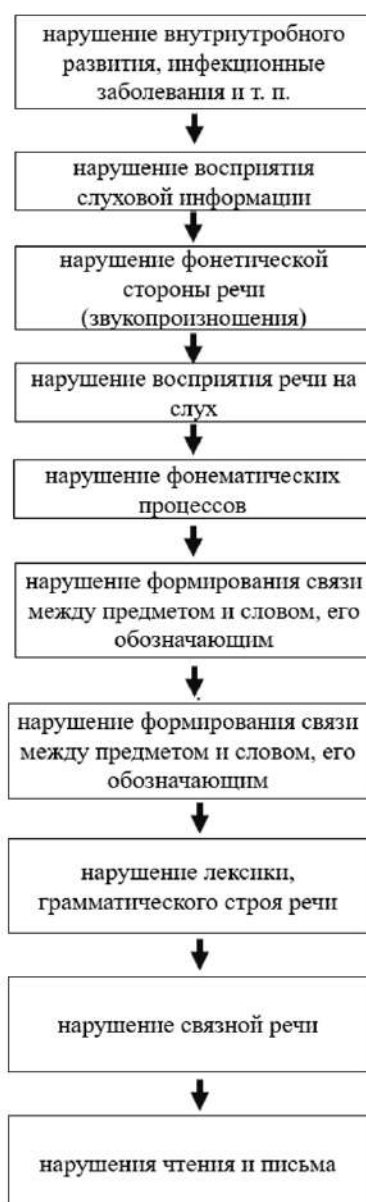 нарушение внутриутробного
развития, инфекционные
заболевания и т. п.
нарушение восприятия
слуховой информации
нарушение фонетической
стороны речи
(звукопроизношения)
нарушение восприятия речи на
слух
нарушение фонематических
процессов
нарушение формирования связи
между предметом и словом, его
обозначающим
нарушение формирования связи
между предметом и словом, его
обозначающим
нарушение лексики,
грамматического строя речи
нарушение связной речи
нарушения чтения и письма